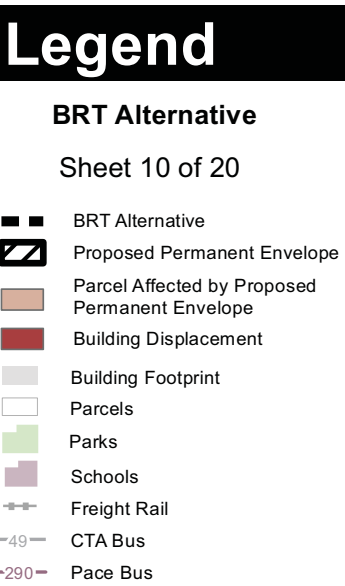 Legend
BRT Alternative
Sheet 10 of 20
BRT Alternative
Proposed Permanent Envelope
Parcel Affected by Proposed
Permanent Envelope
Building Displacement
Building Footprint
Parcels
Parks
Schools
Freight Rail
49 CTA Bus
290 Pace Bus